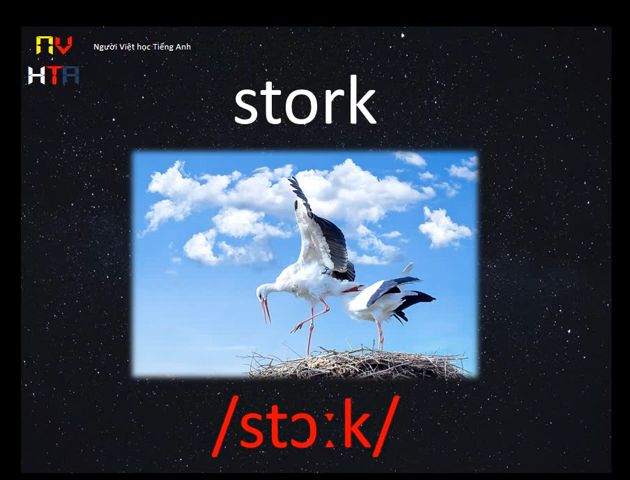 NV
Người Việt học Tiếng Anh
HTA
stork
/stɔːk/